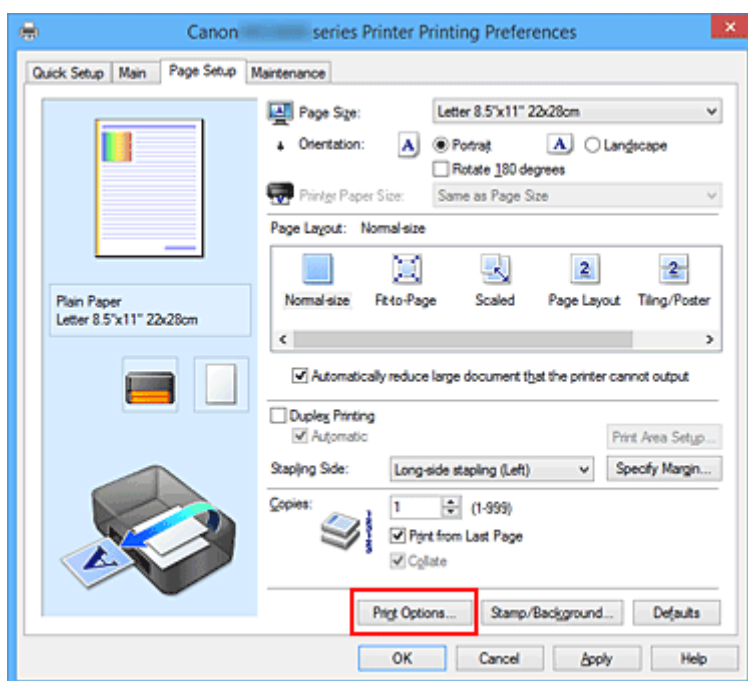 Canon series Printer Printing Preferences
Quick Setup Main Page Setup Maintenance
Page Size: Letter 8.5"x11" 22x28cm
Orientation: A Portrait A Landscape
Rotate 180 degrees
Printer Paper Size: Same as Page Size
Page Layout: Normal-size
2 2
Normal-size Fit-to-Page Scaled Page Layout Tiling/Poster
Plain Paper
Letter 8.5"x11" 22x28cm
Automatically reduce large document that the printer cannot output
Duplex Printing
Automatic Print Area Setup...
Stapling Side: Long-side stapling (Left) Specify Margin...
Copies: 1 (1-999)
Print from Last Page
Collate
A
Print Options... Stamp/Background... Defaults
OK Cancel Apply Help